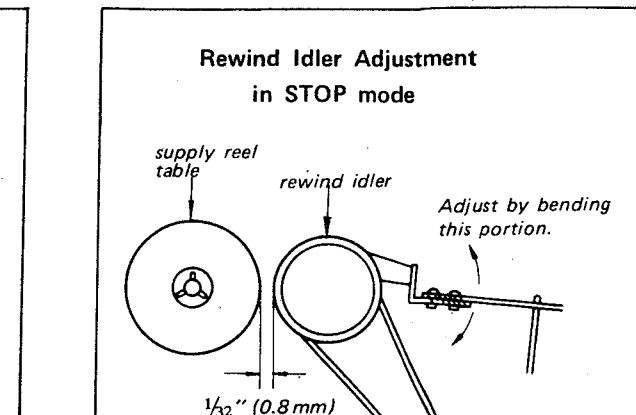 Rewind Idler Adjustment
in STOP mode
supply reel
table
rewind idler
Adjust by bending
this portion.
1/32" (0.8 mm)